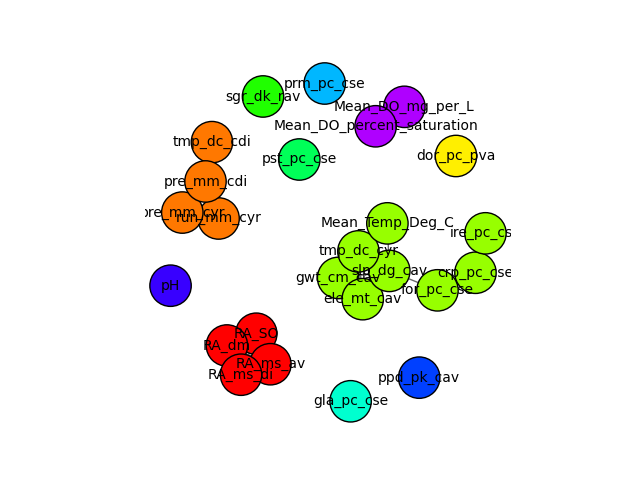 prm_pc_cse
sgr_dk_rav
Mean_DO_mg_per_L
Mean_DO_percent_saturation
tmp_dc_cdi
pst_pc_cse
dor_pc_pva
pre_mm_cdi
pre_mm_cyr
run_mm_cyr
Mean_Temp_Deg_C
ire_pc_cs
tmp_dc_cyr
slp_dg_cav
crp_pc_cse
gwt_cm_cav
pH
for_pc_cse
ele_mt_cav
RA_SO
RA_dm
RA_ms_av
RA_ms_di
ppd_pk_cav
gla_pc_cse